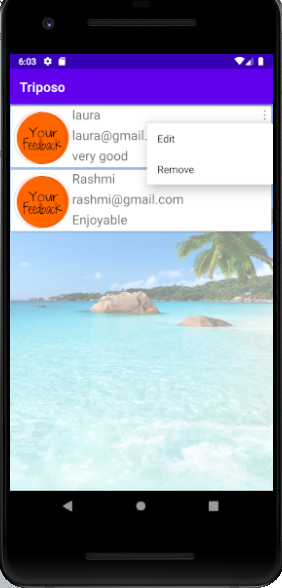 6:03
Triposo
Your
Feedback
laura
laura@gmail.
very good
Edit
Remove
Your
Feedback
Rashmi
rashmi@gmail.com
Enjoyable